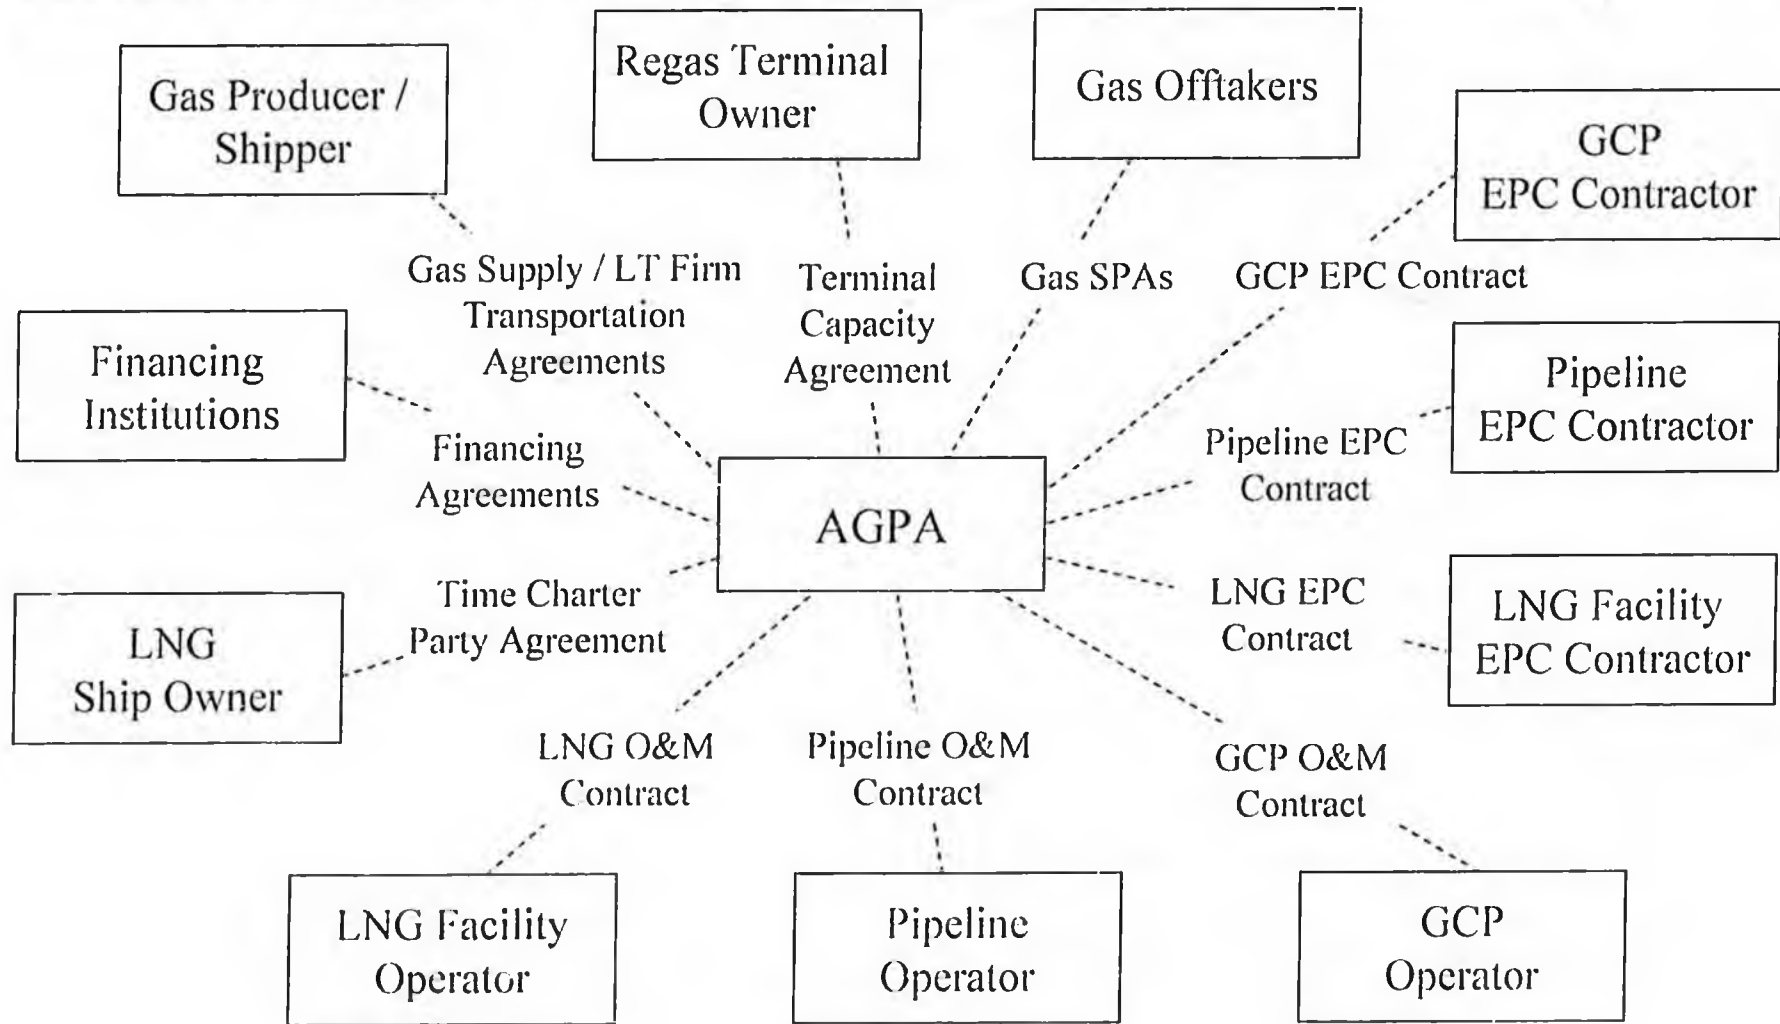 Gas Producer /
Shipper
Regas Terminal
Owner
Gas Offtakers
GCP
EPC Contractor
Gas Supply / LT Firm
Transportation
Agreements
Terminal
Capacity
Agreement
Gas SPAs
GCP EPC Contract
Financing
Institutions
Financing
Agreements
Pipeline EPC
Contract
Pipeline
EPC Contractor
AGPA
LNG
Ship Owner
Time Charter
Party Agreement
LNG EPC
Contract
LNG Facility
EPC Contractor
LNG O&M
Contract
Pipeline O&M
Contract
GCP O&M
Contract
LNG Facility
Operator
Pipeline
Operator
GCP
Operator